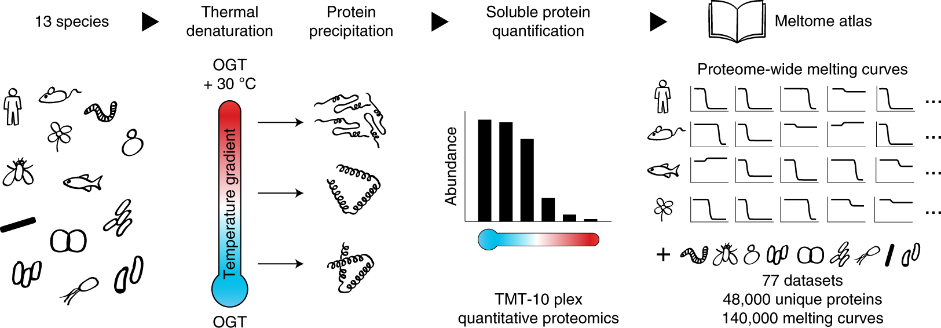 13 species
Thermal
denaturation
Protein
precipitation
Soluble protein
quantification
Meltome atlas
OGT
+ 30 °C
Temperature gradient
OGT
Abundance
TMT-10 plex
quantitative proteomics
Proteome-wide melting curves
...
...
...
...
+
77 datasets
48,000 unique proteins
140,000 melting curves